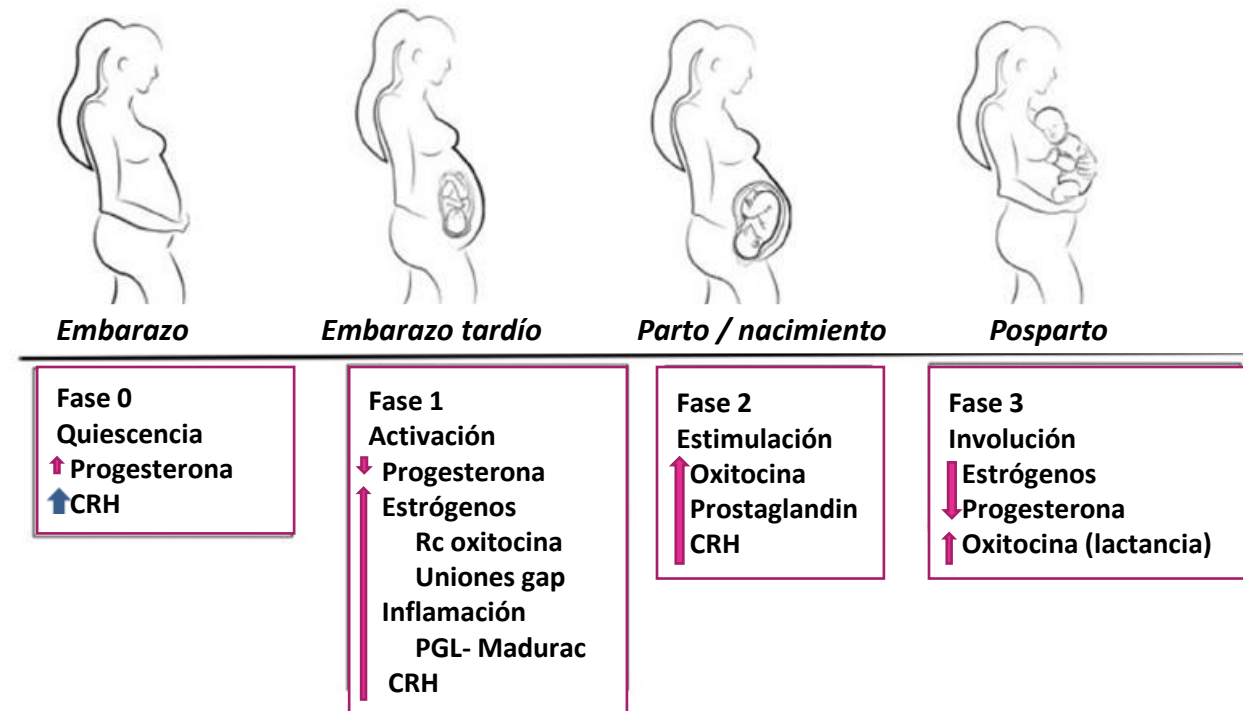 Embarazo
Embarazo tardío
Parto / nacimiento
Posparto
Fase 0
Quiescencia
Progesterona
CRH
Fase 1
Activación
Progesterona
Estrógenos
Rc oxitocina
Uniones gap
Inflamación
PGL- Madurac
CRH
Fase 2
Estimulación
Oxitocina
Prostaglandin
CRH
Fase 3
Involución
Estrógenos
Progesterona
Oxitocina (lactancia)